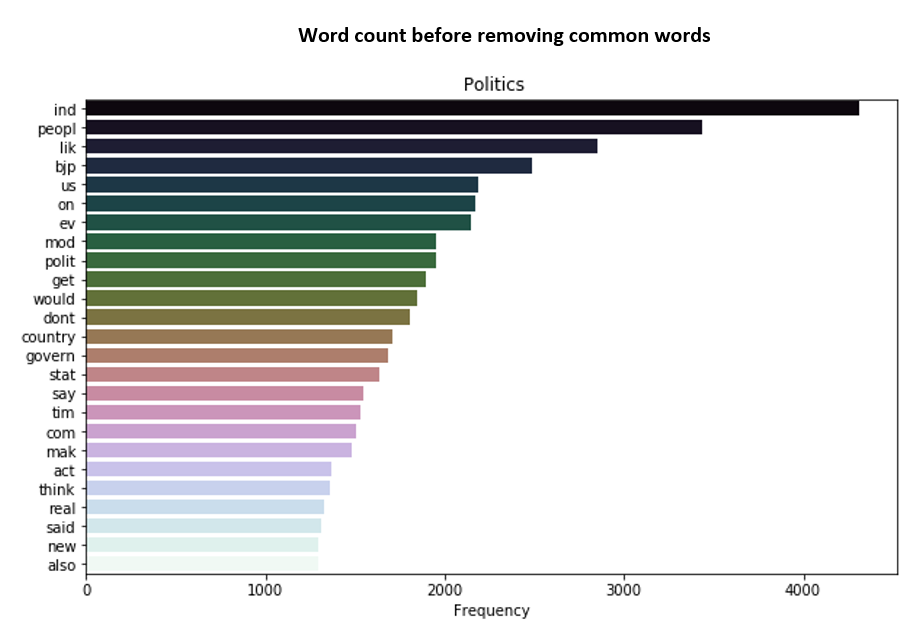 Word count before removing common words
Politics
ind
peopl
lik
bjp
us
on
ev
mod
polit
get
would
dont
country
govern
stat
say
tim
com
mak
act
think
real
said
new
also
0 1000 2000 3000 4000
Frequency